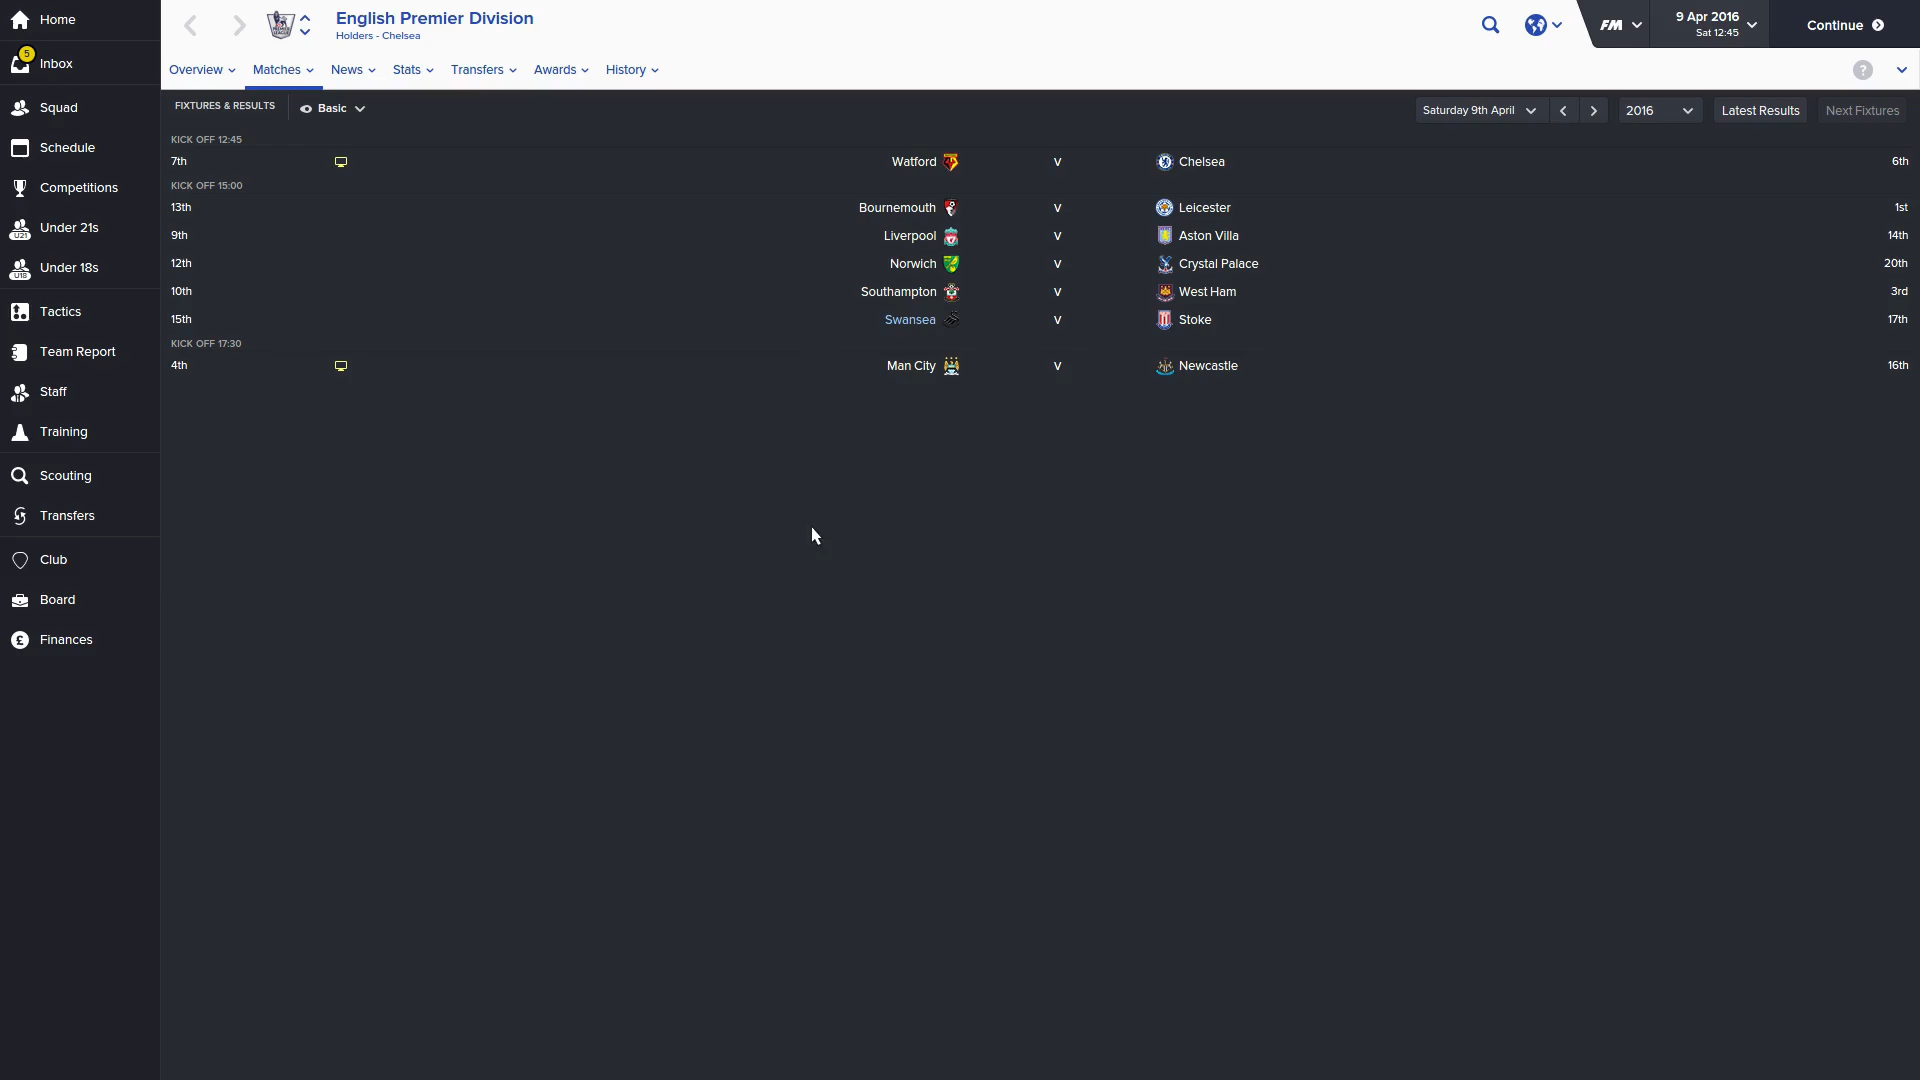 Home
5
Inbox
Squad
Schedule
Competitions
U21
Under 21s
U18
Under 18s
Tactics
Team Report
Staff
Training
Scouting
Transfers
Club
Board
£
Finances
English Premier Division
Holders - Chelsea
FM
9 Apr 2016
Sat 12:45
Continue
Overview Matches News Stats Transfers Awards History
?
FIXTURES & RESULTS Basic Saturday 9th April 2016 Latest Results Next Fixtures
KICK OFF 12:45
7th Watford V Chelsea 6th
KICK OFF 15:00
13th Bournemouth V Leicester 1st
9th Liverpool V Aston Villa 14th
12th Norwich V Crystal Palace 20th
10th Southampton V West Ham 3rd
15th Swansea V Stoke 17th
KICK OFF 17:30
4th Man City V Newcastle 16th